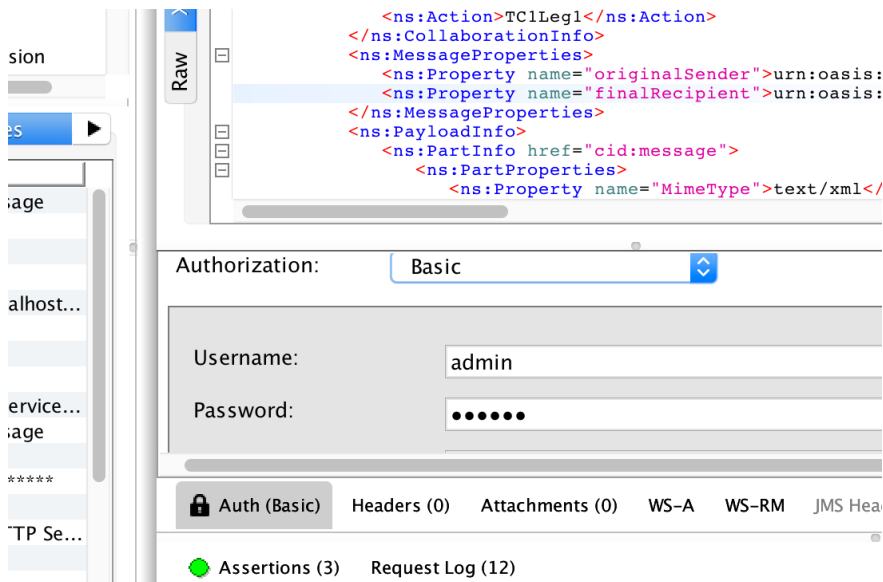 <ns:Action>TC1Leg1</ns:Action>
</ns:CollaborationInfo>
<ns:MessageProperties>
<ns:Property name="originalSender">urn:oasis:
<ns:Property name="finalRecipient">urn:oasis:
</ns:MessageProperties>
<ns:PayloadInfo>
<ns:PartInfo href="cid:message">
<ns:PartProperties>
<ns:Property name="MimeType">text/xml</
Raw
sion
es
sage
alhost...
ervice...
sage
*****
TTP Se...
Authorization: Basic
Username: admin
Password: ••••••
Auth (Basic) Headers (0) Attachments (0) WS-A WS-RM JMS Hea
Assertions (3) Request Log (12)